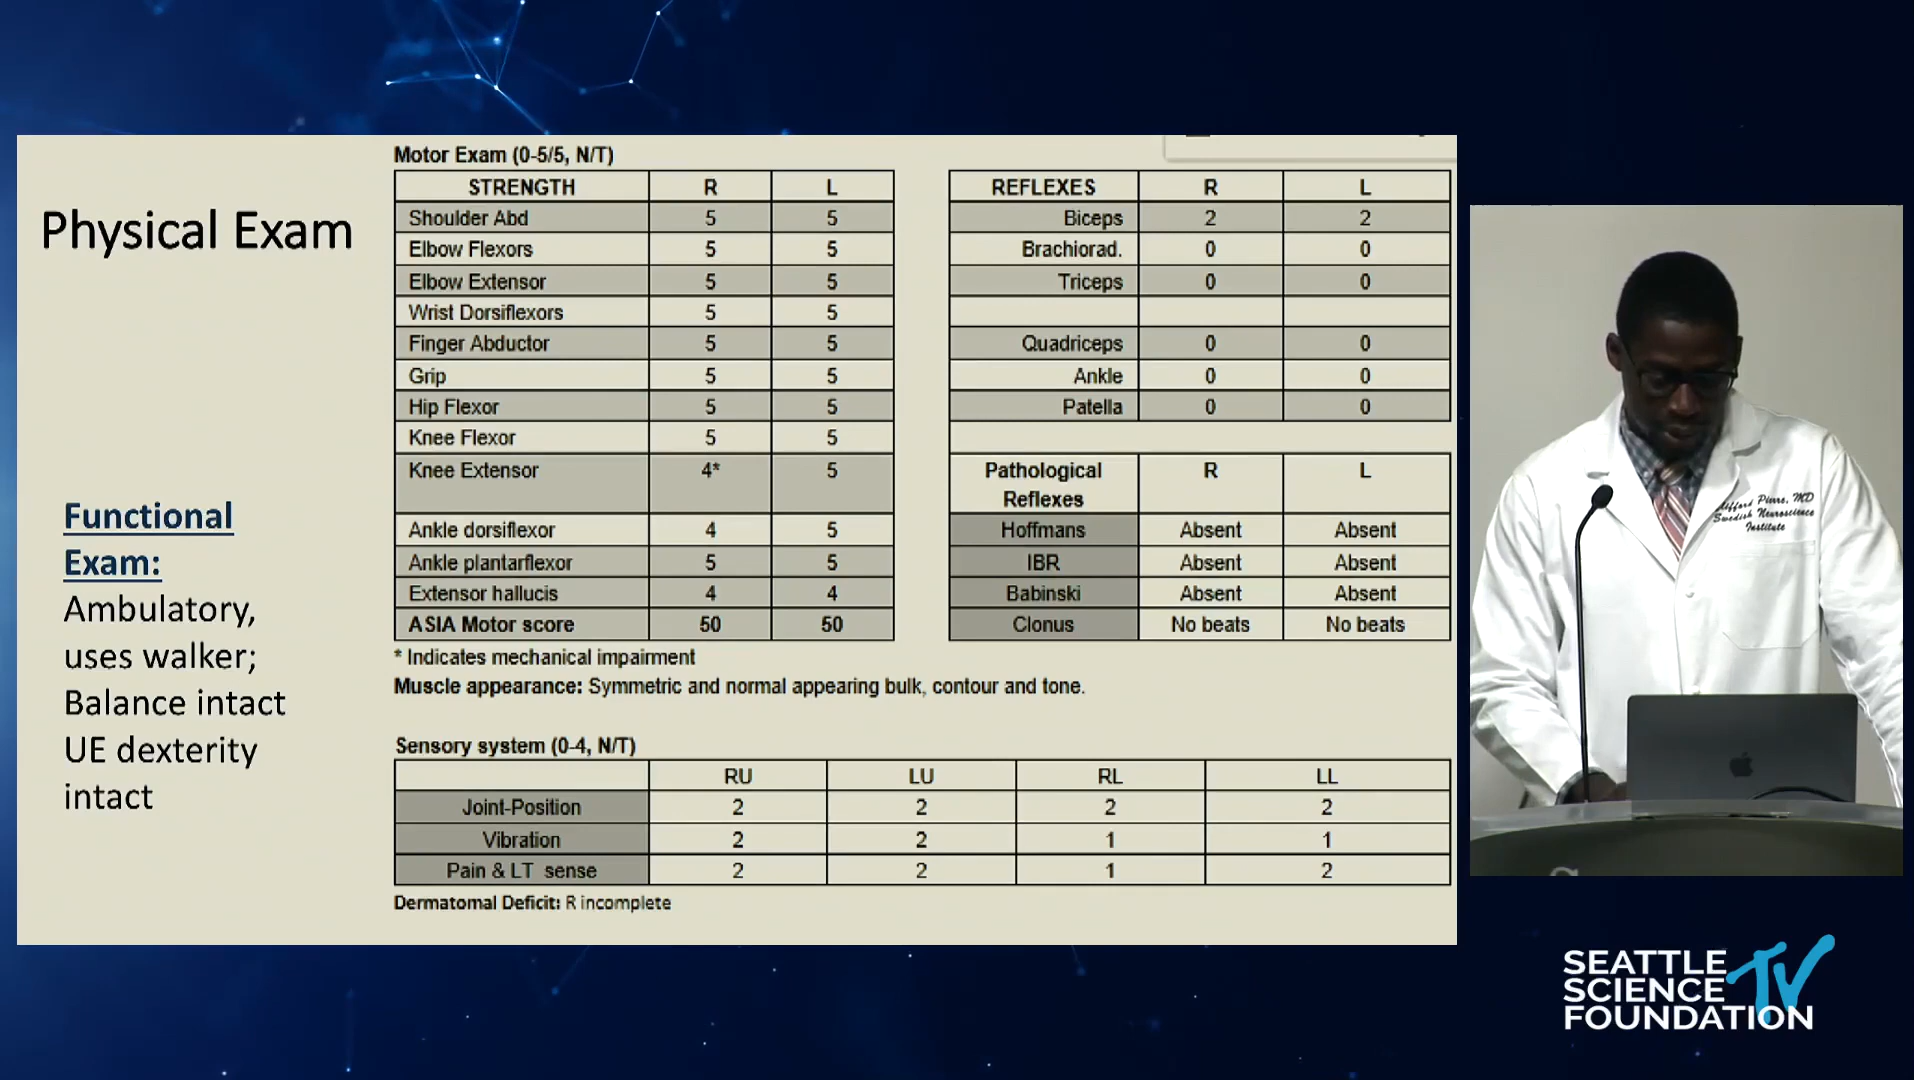 Physical Exam
Functional
Exam:
Ambulatory,
uses walker;
Balance intact
UE dexterity
intact
Motor Exam (0-5/5, N/T)
STRENGTH R L
Shoulder Abd 5 5
Elbow Flexors 5 5
Elbow Extensor 5 5
Wrist Dorsiflexors 5 5
Finger Abductor 5 5
Grip 5 5
Hip Flexor 5 5
Knee Flexor 5 5
Knee Extensor 4* 5
Ankle dorsiflexor 4 5
Ankle plantarflexor 5 5
Extensor hallucis 4 4
ASIA Motor score 50 50
* Indicates mechanical impairment
Muscle appearance: Symmetric and normal appearing bulk, contour and tone.
REFLEXES R L
Biceps 2 2
Brachiorad. 0 0
Triceps 0 0
Quadriceps 0 0
Ankle 0 0
Patella 0 0
Pathological R L
Reflexes
Hoffmans Absent Absent
IBR Absent Absent
Babinski Absent Absent
Clonus No beats No beats
Sensory system (0-4, N/T)
RU LU RL LL
Joint-Position 2 2 2 2
Vibration 2 2 1 1
Pain & LT sense 2 2 1 2
Dermatomal Deficit: R incomplete
Pierre, MD
Swedish Neuroscience
Institute
SEATTLE
SCIENCE TV
FOUNDATION